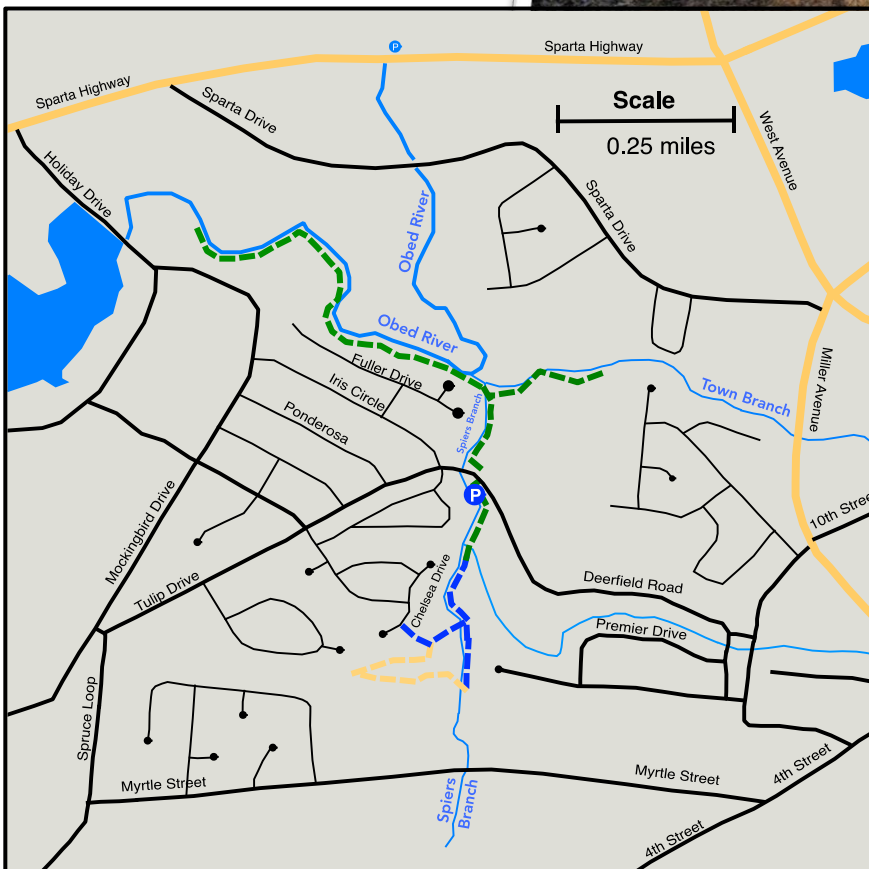 P
Sparta Highway
Sparta Highway
Scale
0.25 miles
Sparta Drive
West Avenue
Holiday Drive
Sparta Drive
Obed River
Obed River
Fuller Drive
Iris Circle
Ponderosa
Spiers Branch
Town Branch
Miller Avenue
P
10th Stree
Mockingbird Drive
Tulip Drive
Chelsea Drive
Deerfield Road
Premier Drive
Spruce Loop
Myrtle Street
Myrtle Street
Spiers
Branch
4th Street
4th Street